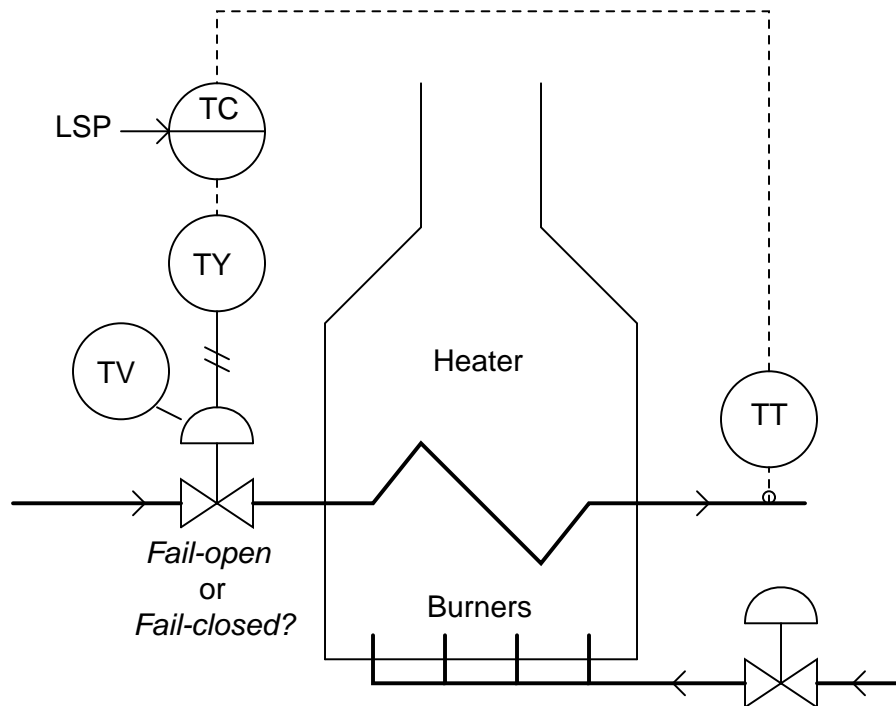 TC
LSP
TY
Heater
TV
TT
Fail-open
or
Fail-closed?
Burners